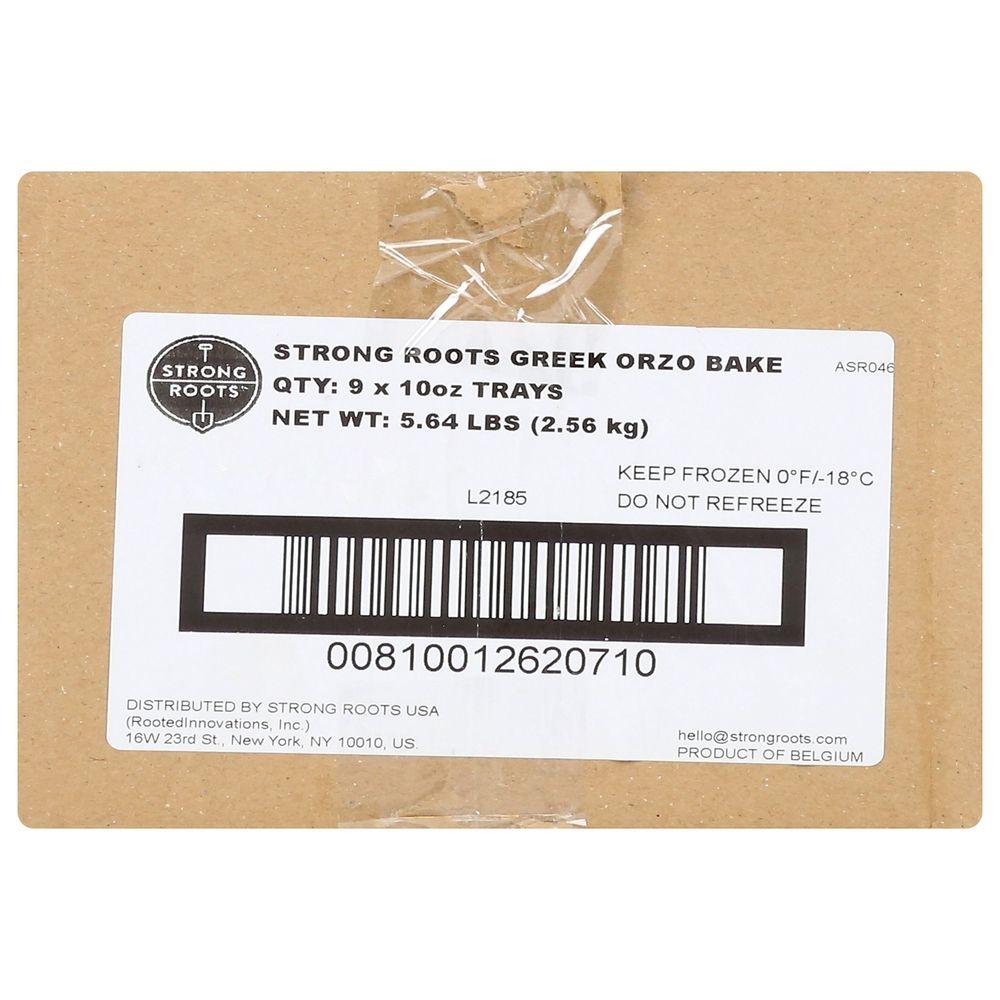 STRONG
ROOTS™
STRONG ROOTS GREEK ORZO BAKE
ASR046
QTY: 9 x 10oz TRAYS
NET WT: 5.64 LBS (2.56 kg)
KEEP FROZEN 0°F/-18°C
L2185
DO NOT REFREEZE
00810012620710
DISTRIBUTED BY STRONG ROOTS USA
(RootedInnovations, Inc.)
16W 23rd St., New York, NY 10010, US.
hello@strongroots.com
PRODUCT OF BELGIUM